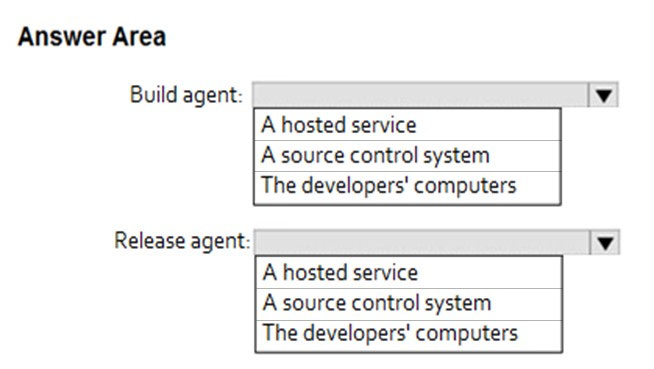 Answer Area
Build agent:
A hosted service
A source control system
The developers' computers
Release agent:
A hosted service
A source control system
The developers' computers